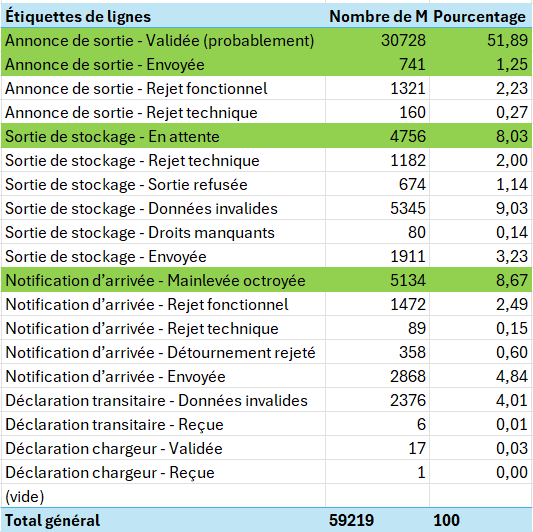 Étiquettes de lignes Nombre de M Pourcentage
Annonce de sortie - Validée (probablement) 30728 51,89
Annonce de sortie - Envoyée 741 1,25
Annonce de sortie - Rejet fonctionnel 1321 2,23
Annonce de sortie - Rejet technique 160 0,27
Sortie de stockage - En attente 4756 8,03
Sortie de stockage - Rejet technique 1182 2,00
Sortie de stockage - Sortie refusée 674 1,14
Sortie de stockage - Données invalides 5345 9,03
Sortie de stockage - Droits manquants 80 0,14
Sortie de stockage - Envoyée 1911 3,23
Notification d’arrivée - Mainlevée octroyée 5134 8,67
Notification d’arrivée - Rejet fonctionnel 1472 2,49
Notification d’arrivée - Rejet technique 89 0,15
Notification d’arrivée - Détournement rejeté 358 0,60
Notification d’arrivée - Envoyée 2868 4,84
Déclaration transitaire - Données invalides 2376 4,01
Déclaration transitaire - Reçue 6 0,01
Déclaration chargeur - Validée 17 0,03
Déclaration chargeur - Reçue 1 0,00
(vide)
Total général 59219 100